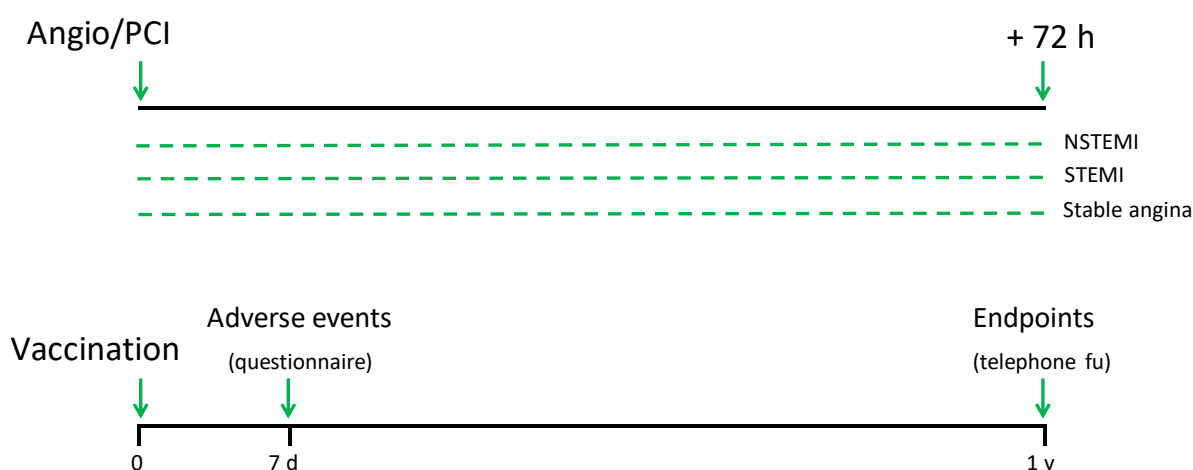 Angio/PCI
+ 72 h
NSTEMI
STEMI
Stable angina
Vaccination
Adverse events
(questionnaire)
Endpoints
(telephone fu)
0
7 d
1 y